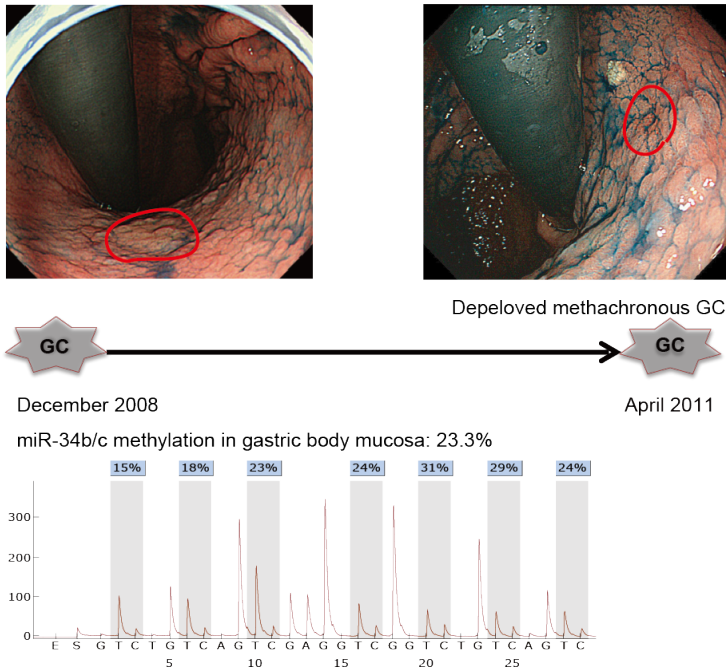 Depeloved methachronous GC
GC
GC
December 2008
April 2011
miR-34b/c methylation in gastric body mucosa: 23.3%
15% 18% 23% 24% 31% 29% 24%
300
200
100
0
E S G T C T G T C A G T C G A G G T C G G T C T G T C A G T C
5 10 15 20 25